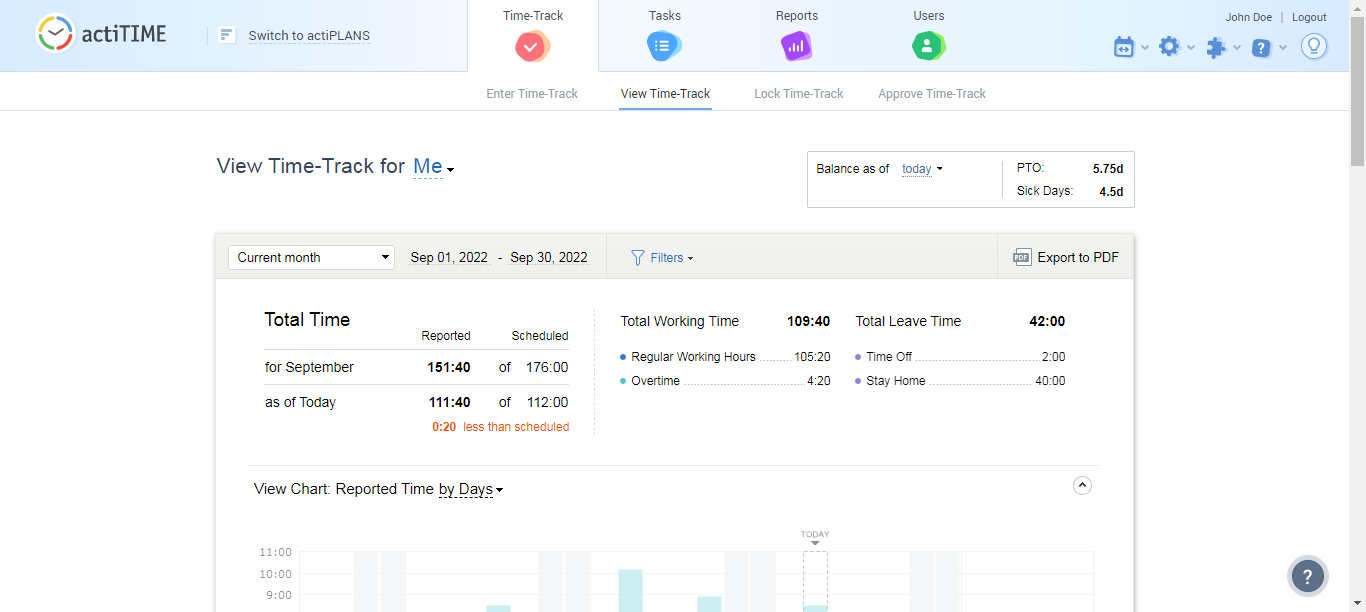 actiTIME
Switch to actiPLANS
Time-Track
Tasks
Reports
Users
John Doe | Logout
Enter Time-Track
View Time-Track
Lock Time-Track
Approve Time-Track
View Time-Track for Me
Balance as of today
PTO: 5.75d
Sick Days: 4.5d
Current month
Sep 01, 2022 - Sep 30, 2022
Filters
PDF Export to PDF
Total Time
Reported Scheduled
for September 151:40 of 176:00
as of Today 111:40 of 112:00
0:20 less than scheduled
Total Working Time 109:40
Regular Working Hours 105:20
Overtime 4:20
Total Leave Time 42:00
Time Off 2:00
Stay Home 40:00
View Chart: Reported Time by Days
TODAY
11:00
10:00
9:00
?